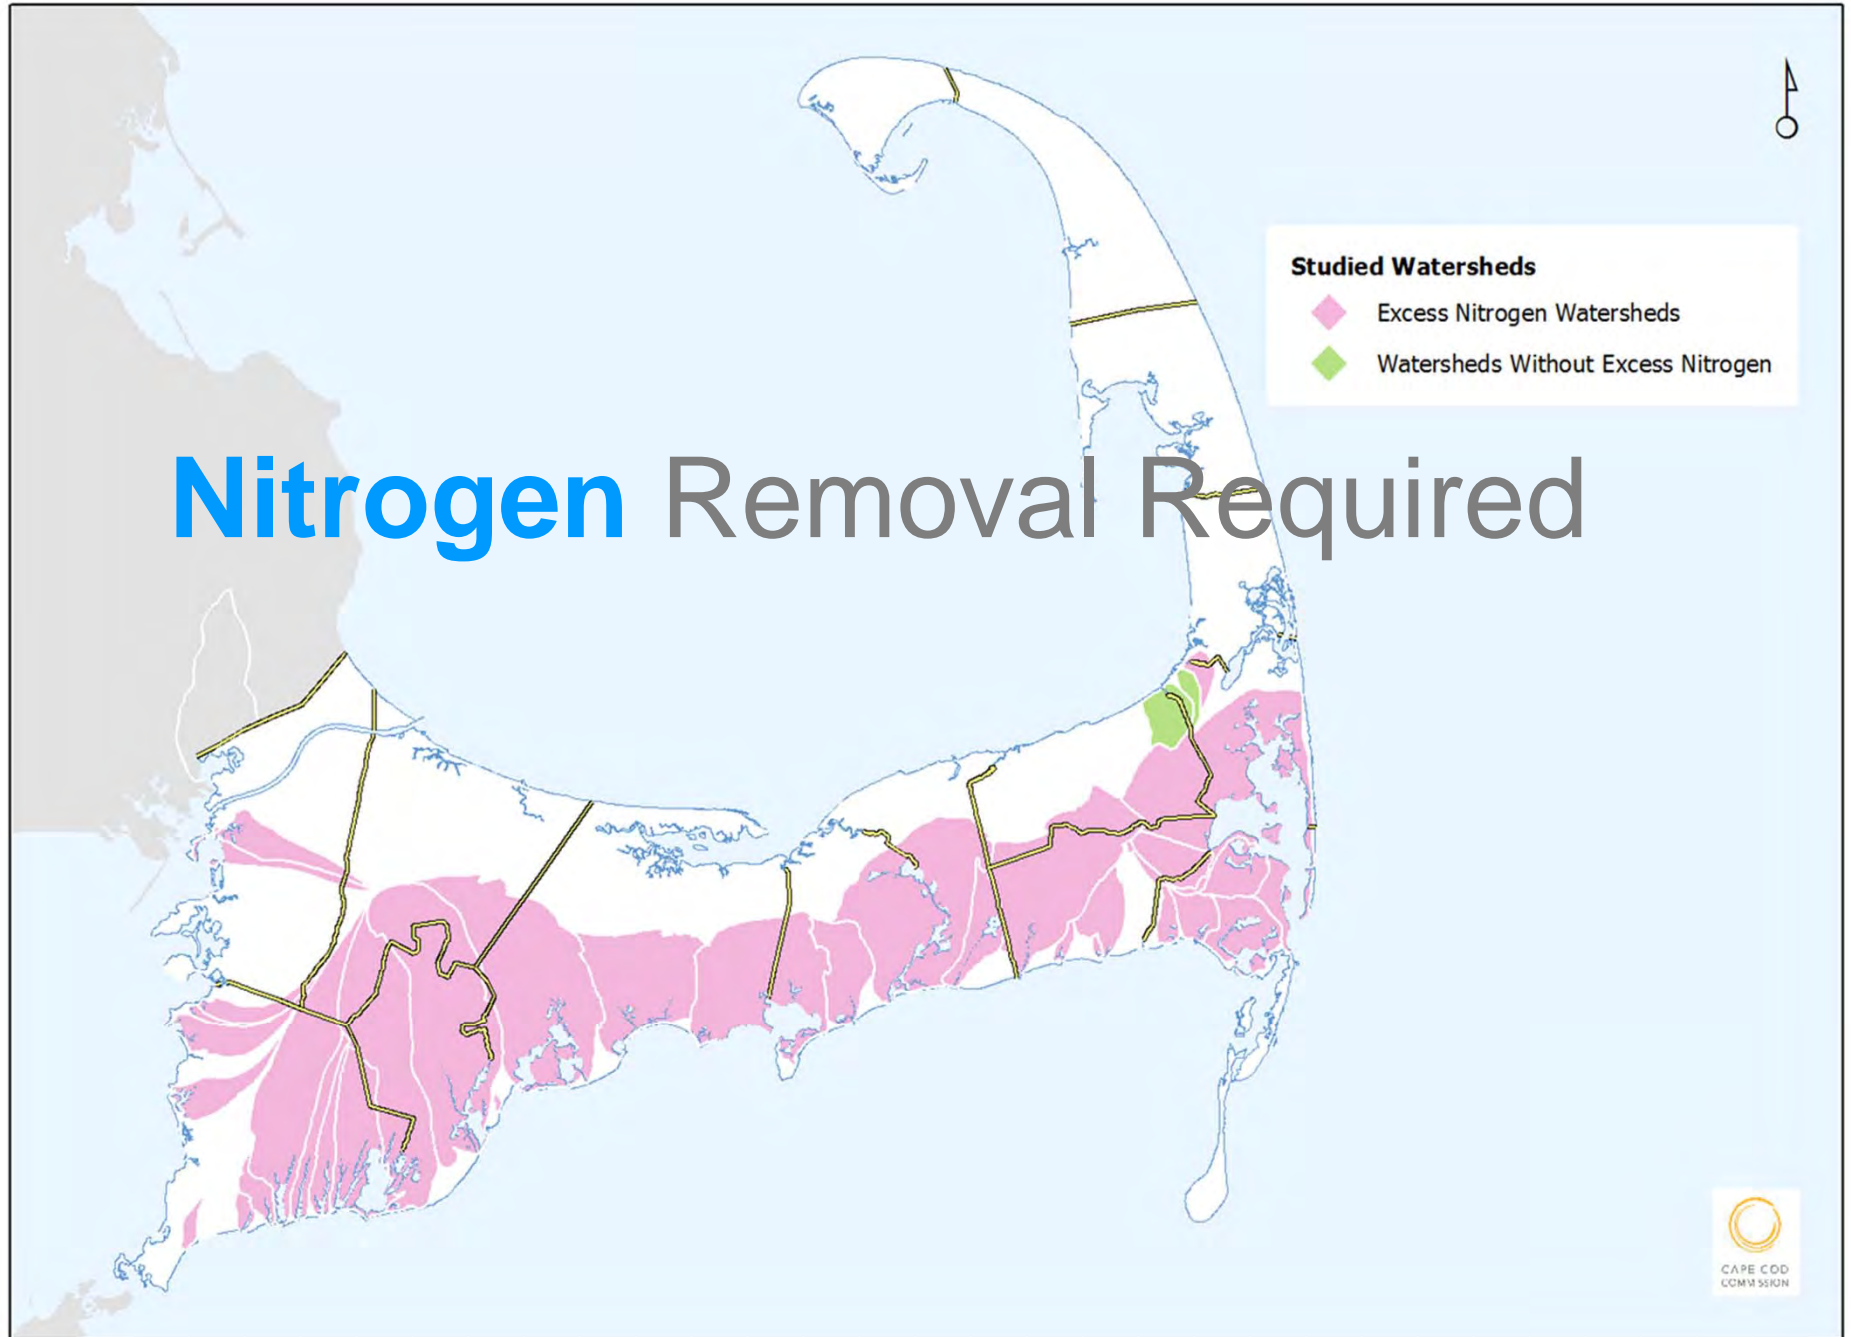 Studied Watersheds
Excess Nitrogen Watersheds
Watersheds Without Excess Nitrogen
Nitrogen Removal Required
CAPE COD
COMMISSION